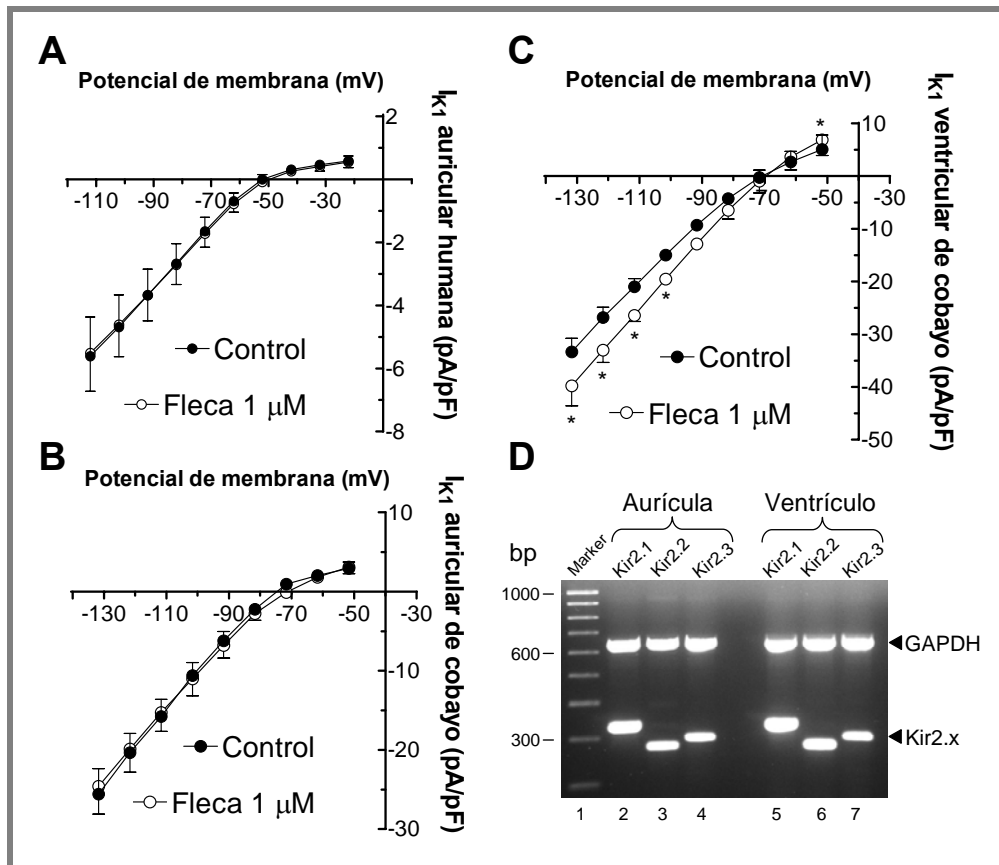 A
Potencial de membrana (mV)
2
-110 -90 -70 -50 -30
-2
-4
-6
-8
I_K1 auricular humana (pA/pF)
Control
Fleca 1 μM
B
Potencial de membrana (mV)
10
-130 -110 -90 -70 -50
-10
-20
-30
I_K1 auricular de cobayo (pA/pF)
Control
Fleca 1 μM
C
Potencial de membrana (mV)
10
-130 -110 -90 -70 -50
-10
-20
-30
-40
-50
I_K1 ventricular de cobayo (pA/pF)
* * * * * *
Control
Fleca 1 μM
D
Aurícula Ventrículo
bp Marker Kir2.1 Kir2.2 Kir2.3 Kir2.1 Kir2.2 Kir2.3
1000
600
300
GAPDH
Kir2.x
1 2 3 4 5 6 7